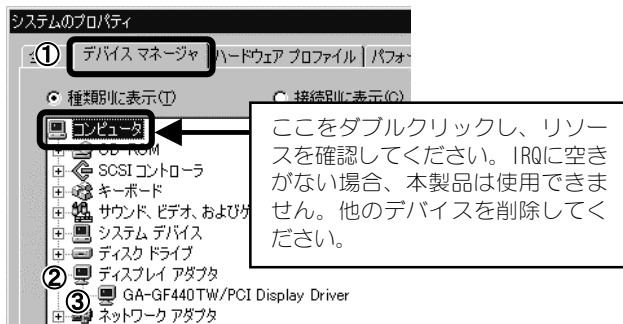 システムのプロパティ
①
デバイス マネージャ
ハードウェア プロファイル
パフォー
種類別に表示(T)
接続別に表示(C)
コンピュータ
CD-ROM
SCSI コントローラ
キーボード
サウンド、ビデオ、およびゲ
システム デバイス
ディスク ドライブ
② ディスプレイ アダプタ
③ GA-GF440TW/PCI Display Driver
ネットワーク アダプタ
ここをダブルクリックし、リソー
スを確認してください。IRQに空き
がない場合、本製品は使用できま
せん。他のデバイスを削除してく
ださい。